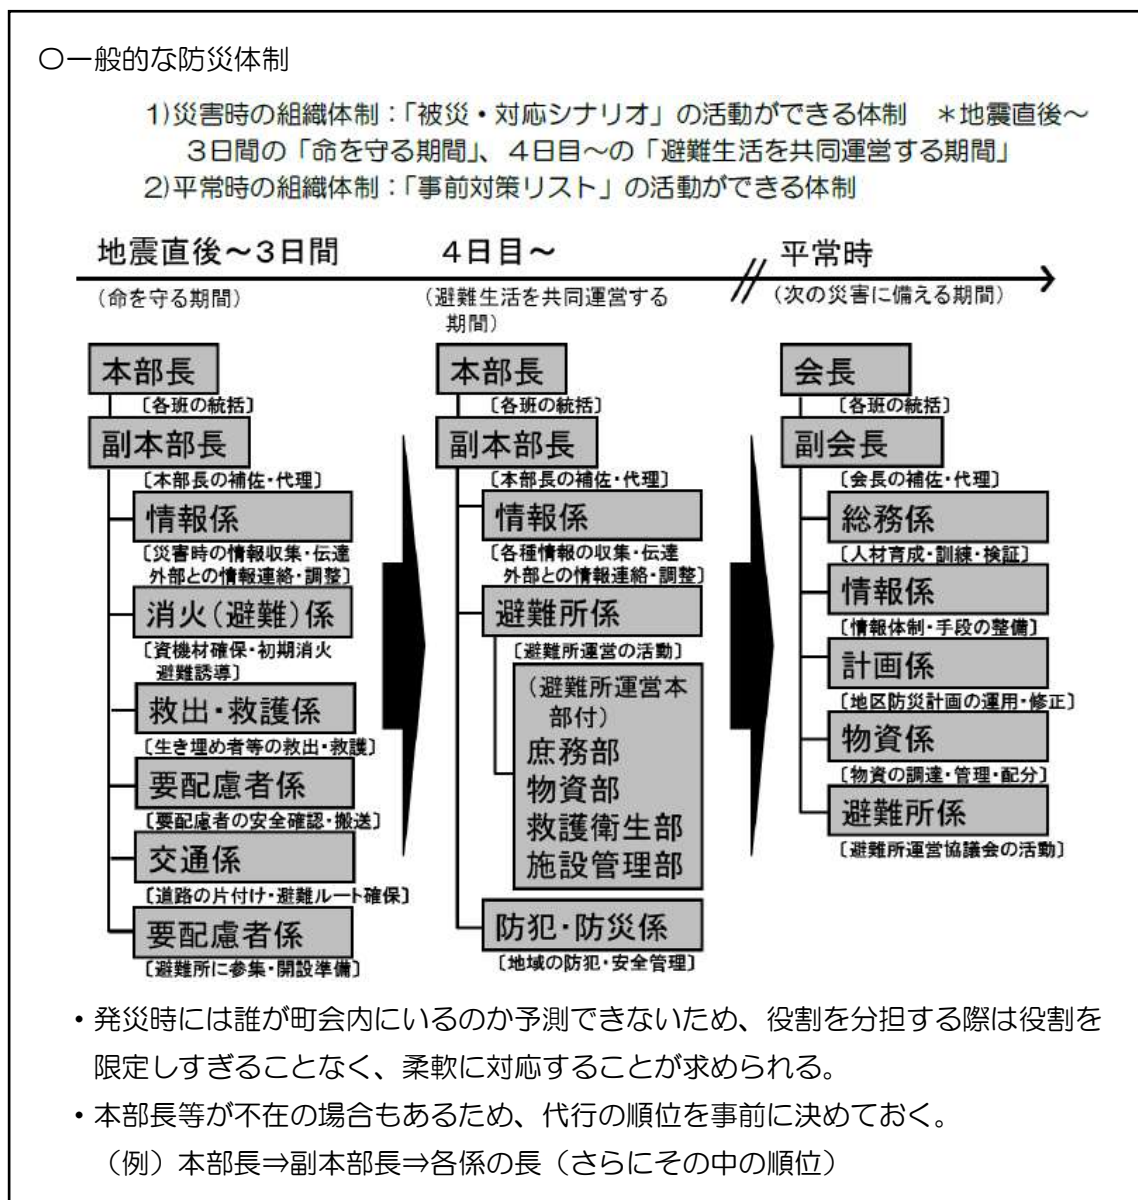 〇一般的な防災体制
1)災害時の組織体制：「被災・対応シナリオ」の活動ができる体制　＊地震直後～
３日間の「命を守る期間」、４日目～の「避難生活を共同運営する期間」
2)平常時の組織体制：「事前対策リスト」の活動ができる体制
地震直後～３日間
（命を守る期間）
４日目～
（避難生活を共同運営する
期間）
平常時
（次の災害に備える期間）
本部長
〔各班の統括〕
副本部長
〔本部長の補佐・代理〕
情報係
〔災害時の情報収集・伝達
外部との情報連絡・調整〕
消火（避難）係
〔資機材確保・初期消火
避難誘導〕
救出・救護係
〔生き埋め者等の救出・救護〕
要配慮者係
〔要配慮者の安全確認・搬送〕
交通係
〔道路の片付け・避難ルート確保〕
要配慮者係
〔避難所に参集・開設準備〕
本部長
〔各班の統括〕
副本部長
〔本部長の補佐・代理〕
情報係
〔各種情報の収集・伝達
外部との情報連絡・調整〕
避難所係
〔避難所運営の活動〕
（避難所運営本
部付）
庶務部
物資部
救護衛生部
施設管理部
防犯・防災係
〔地域の防犯・安全管理〕
会長
〔各班の統括〕
副会長
〔会長の補佐・代理〕
総務係
〔人材育成・訓練・検証〕
情報係
〔情報体制・手段の整備〕
計画係
〔地区防災計画の運用・修正〕
物資係
〔物資の調達・管理・配分〕
避難所係
〔避難所運営協議会の活動〕
・発災時には誰が町会内にいるのか予測できないため、役割を分担する際は役割を
限定しすぎることなく、柔軟に対応することが求められる。
・本部長等が不在の場合もあるため、代行の順位を事前に決めておく。
（例）本部長⇒副本部長⇒各係の長（さらにその中の順位）